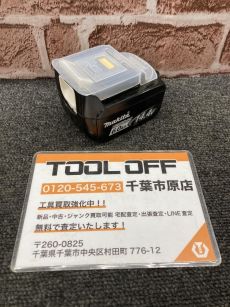 makita
14.4V
TOOL OFF
0120-545-673 千葉市原店
工具買取強化中！！
新品・中古・ジャンク買取可能 宅配査定・出張査定・LINE査定
無料で査定いたします！
〒260-0825
千葉県千葉市中央区村田町 776-12